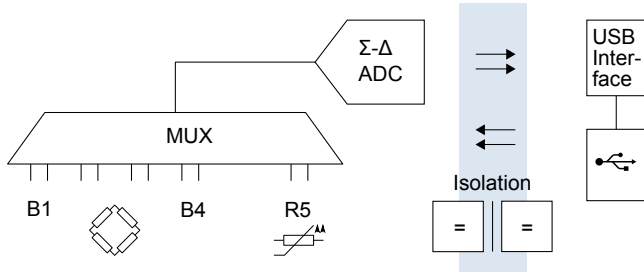 Σ-Δ
ADC
USB
Inter-
face
MUX
Isolation
B1
B4
R5
=
=